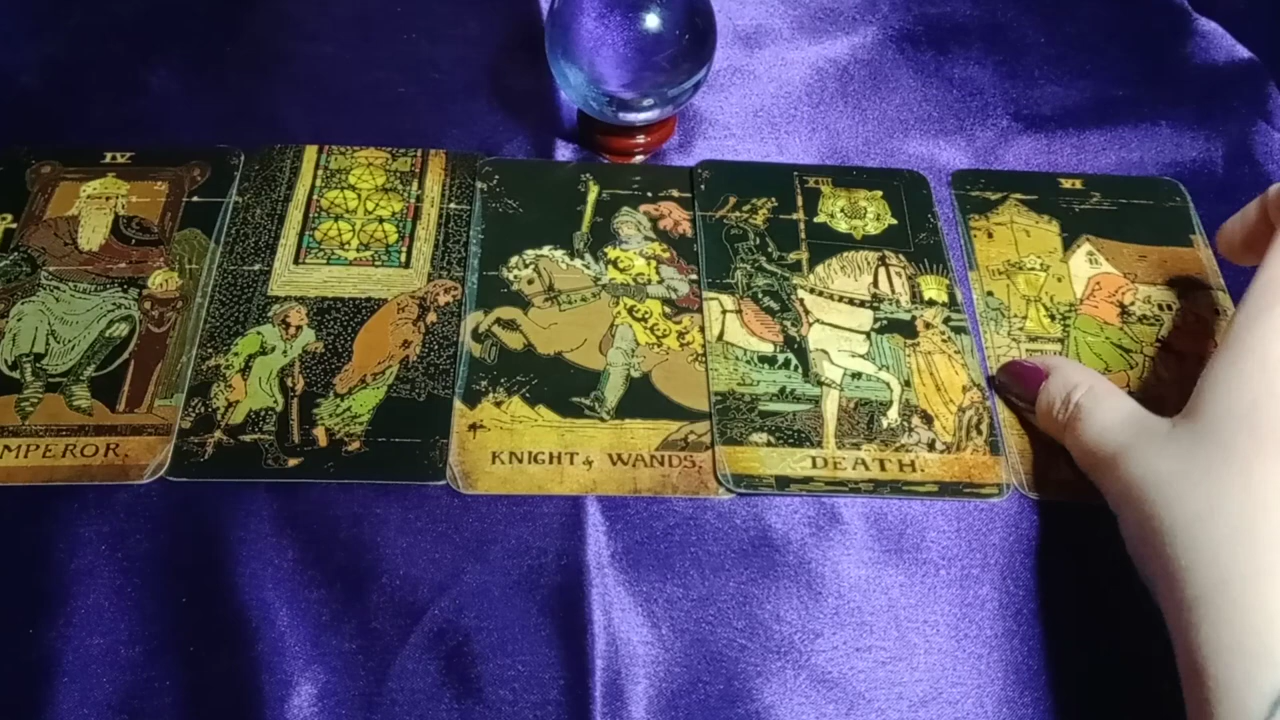 IV
MPEROR.
KNIGHT of WANDS.
XIII
DEATH.
VI